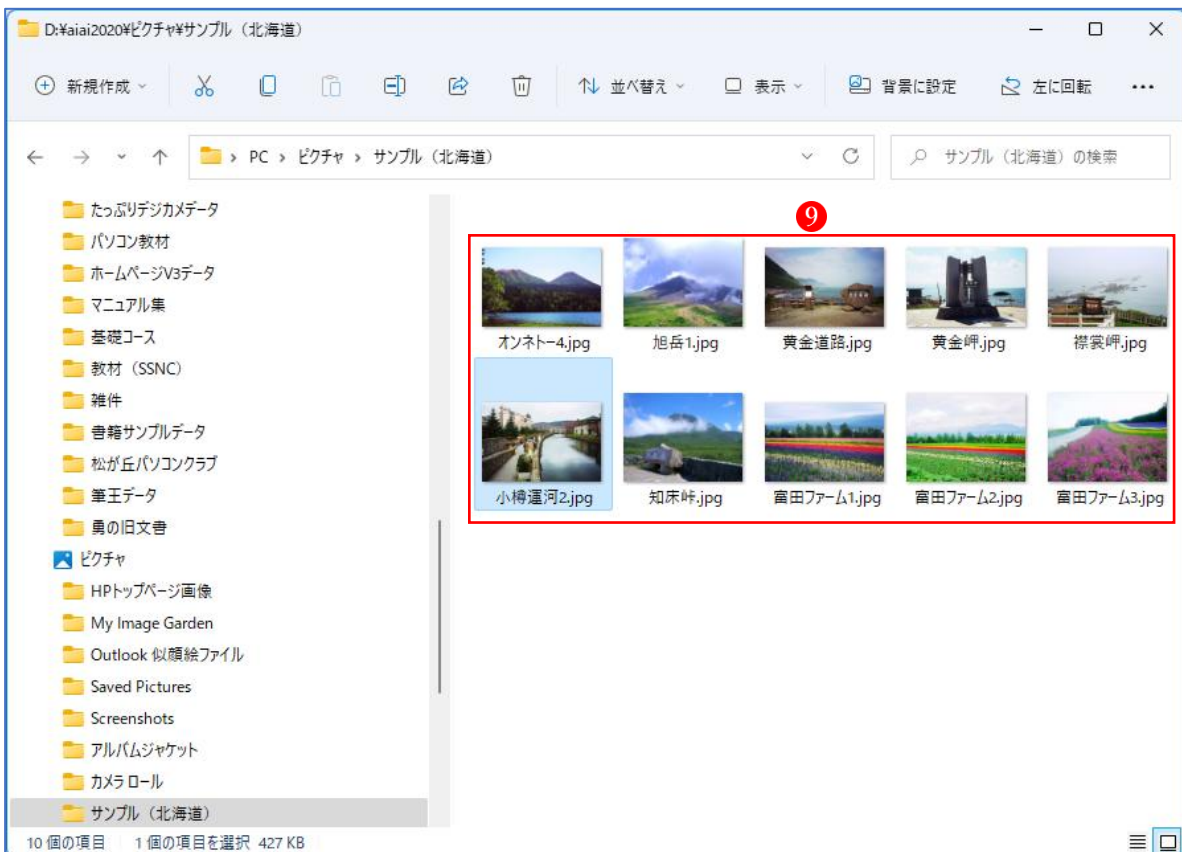 D:¥aiai2020¥ピクチャ¥サンプル（北海道）
新規作成 並べ替え 表示 背景に設定 左に回転 ...
PC › ピクチャ › サンプル（北海道）
サンプル（北海道）の検索
たっぷりデジカメデータ
パソコン教材
ホームページV3データ
マニュアル集
基礎コース
教材（SSNC）
雑件
書籍サンプルデータ
松が丘パソコンクラブ
筆王データ
勇の旧文書
ピクチャ
HPトップページ画像
My Image Garden
Outlook 似顔絵ファイル
Saved Pictures
Screenshots
アルバムジャケット
カメラ ロール
サンプル（北海道）
9
オンネトー4.jpg 旭岳1.jpg 黄金道路.jpg 黄金岬.jpg 襟裳岬.jpg
小樽運河2.jpg 知床峠.jpg 富田ファーム1.jpg 富田ファーム2.jpg 富田ファーム3.jpg
10 個の項目 1 個の項目を選択 427 KB